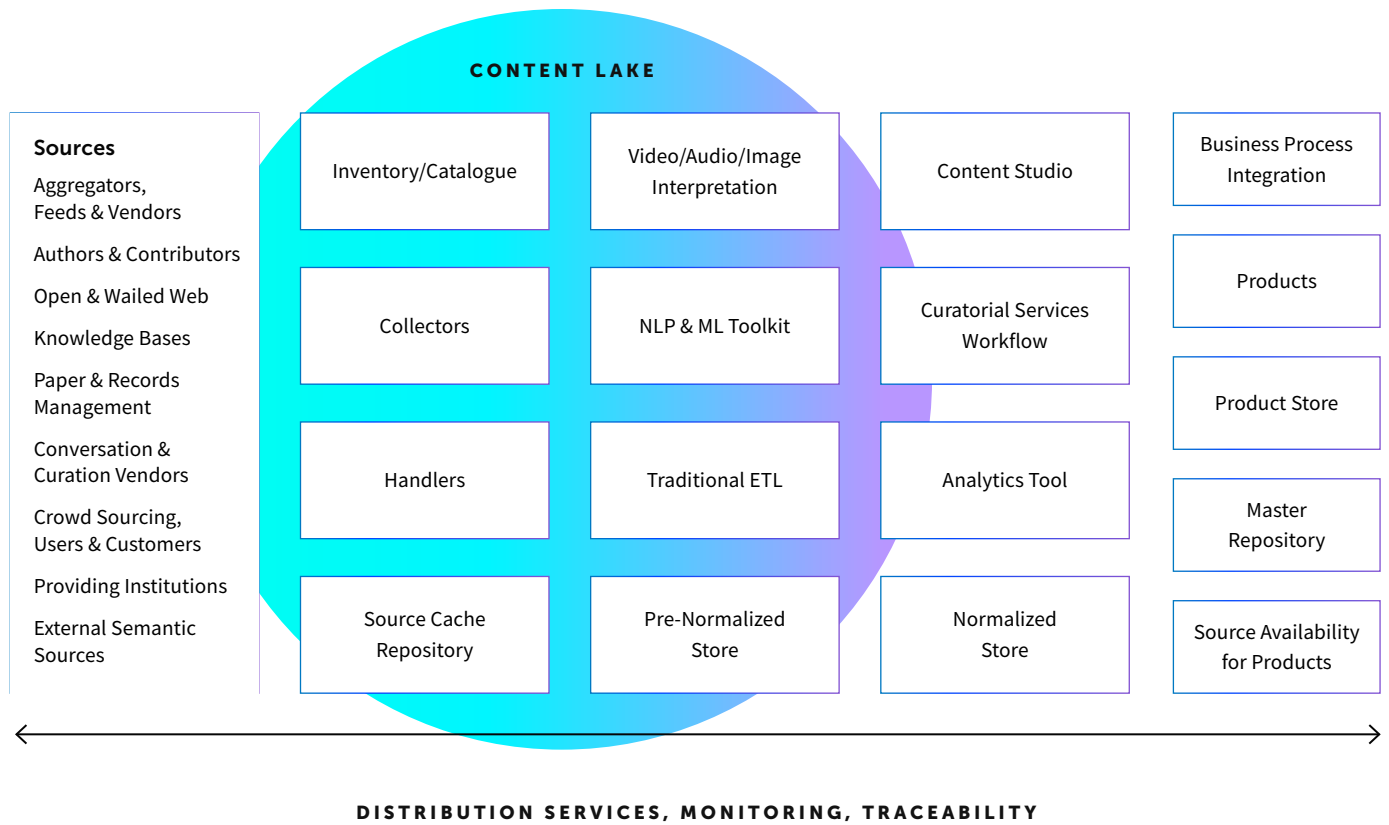 CONTENT LAKE
Sources
Aggregators,
Feeds & Vendors
Authors & Contributors
Open & Wailed Web
Knowledge Bases
Paper & Records
Management
Conversation &
Curation Vendors
Crowd Sourcing,
Users & Customers
Providing Institutions
External Semantic
Sources
Inventory/Catalogue
Collectors
Handlers
Source Cache
Repository
Video/Audio/Image
Interpretation
NLP & ML Toolkit
Traditional ETL
Pre-Normalized
Store
Content Studio
Curatorial Services
Workflow
Analytics Tool
Normalized
Store
Business Process
Integration
Products
Product Store
Master
Repository
Source Availability
for Products
DISTRIBUTION SERVICES, MONITORING, TRACEABILITY